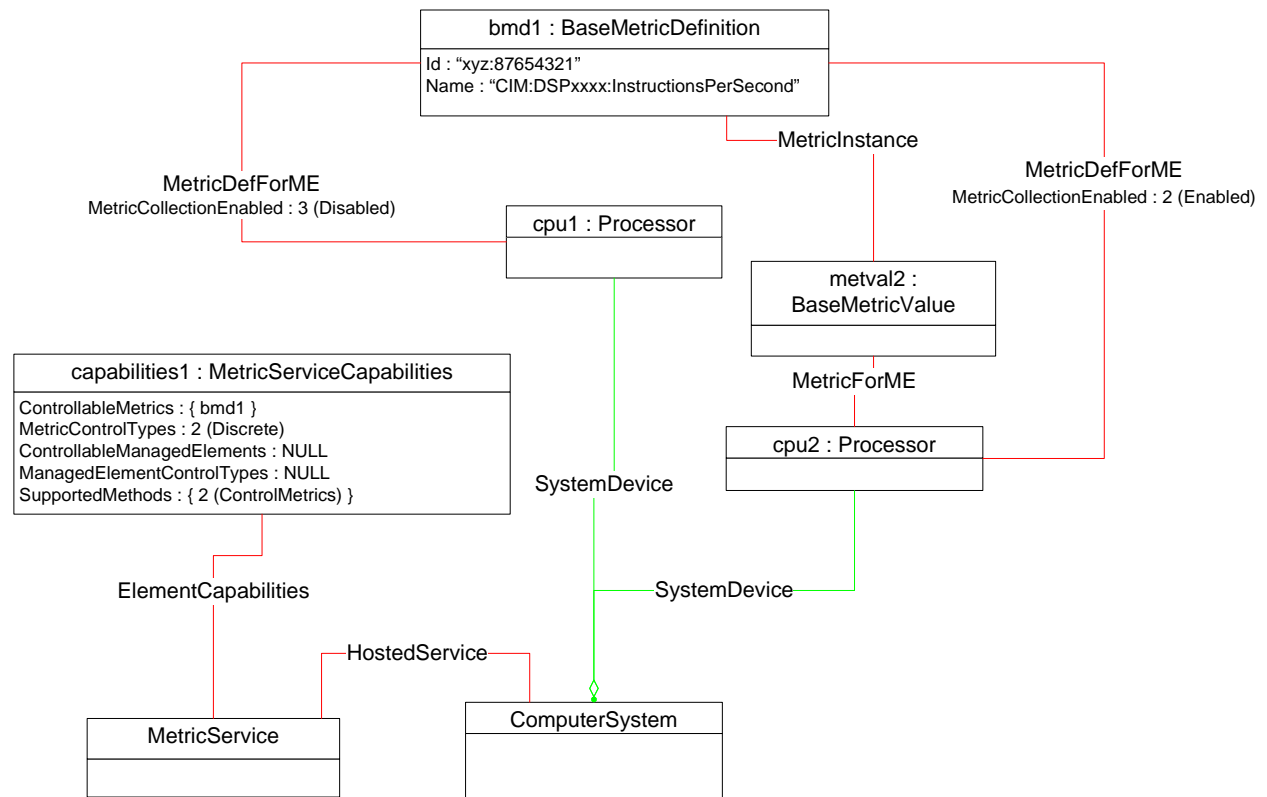 bmd1 : BaseMetricDefinition
Id : “xyz:87654321”
Name : “CIM:DSPxxxx:InstructionsPerSecond”
MetricInstance
MetricDefForME
MetricCollectionEnabled : 3 (Disabled)
MetricDefForME
MetricCollectionEnabled : 2 (Enabled)
cpu1 : Processor
metval2 :
BaseMetricValue
capabilities1 : MetricServiceCapabilities
ControllableMetrics : { bmd1 }
MetricControlTypes : 2 (Discrete)
ControllableManagedElements : NULL
ManagedElementControlTypes : NULL
SupportedMethods : { 2 (ControlMetrics) }
MetricForME
cpu2 : Processor
SystemDevice
ElementCapabilities
SystemDevice
HostedService
MetricService
ComputerSystem